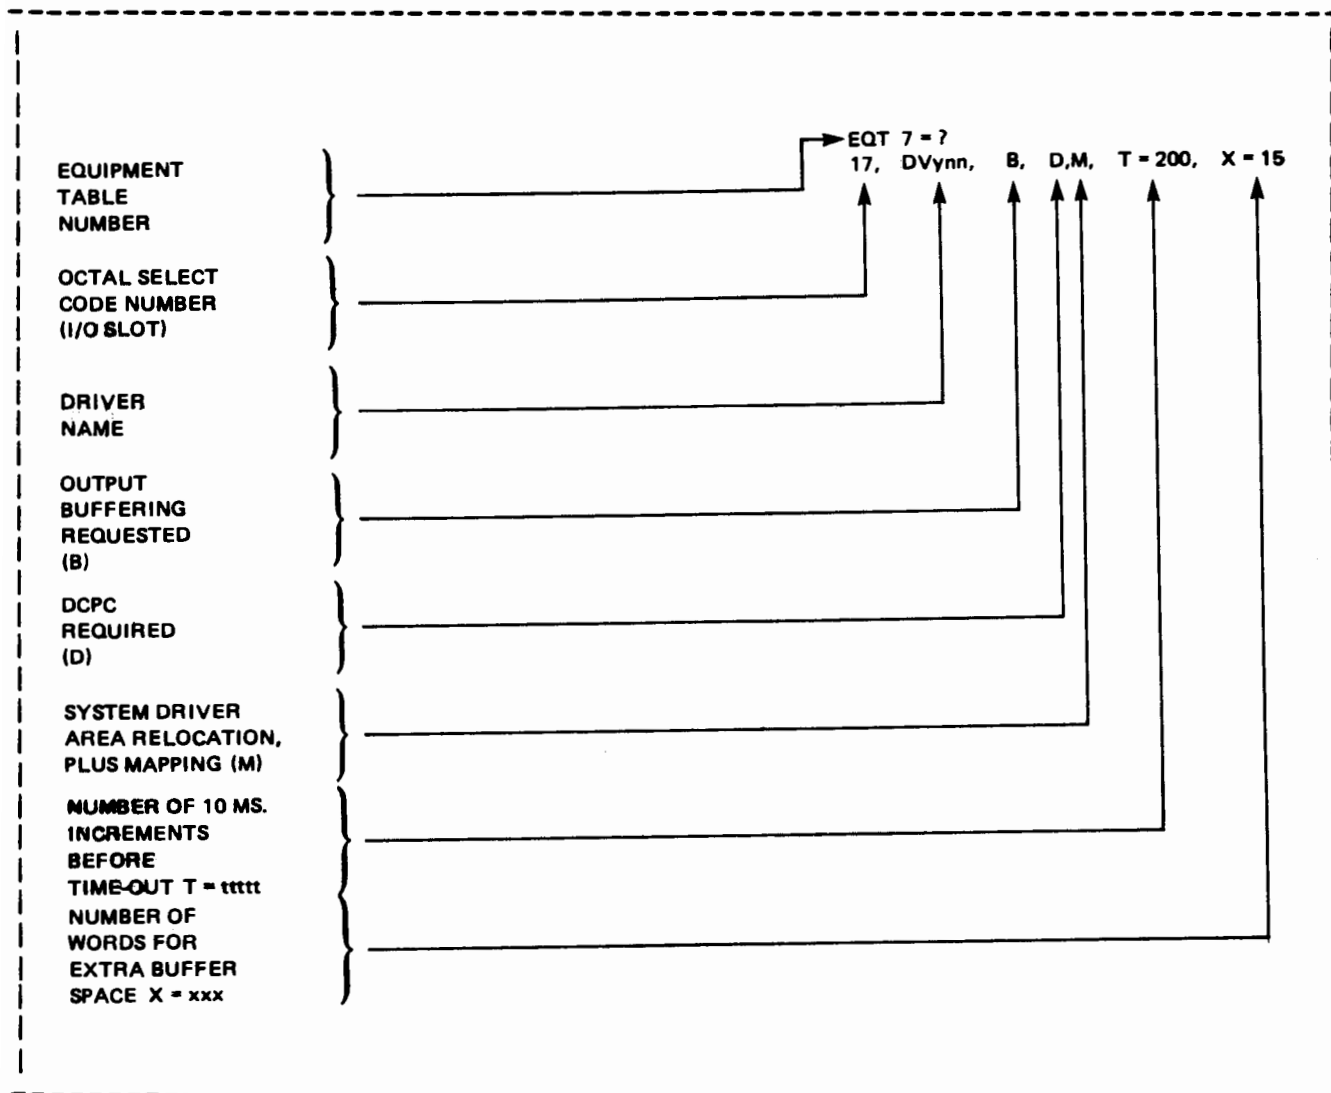 EQT 7 = ?
17, DVynn, B, D,M, T = 200, X = 15
EQUIPMENT
TABLE
NUMBER
OCTAL SELECT
CODE NUMBER
(I/O SLOT)
DRIVER
NAME
OUTPUT
BUFFERING
REQUESTED
(B)
DCPC
REQUIRED
(D)
SYSTEM DRIVER
AREA RELOCATION,
PLUS MAPPING (M)
NUMBER OF 10 MS.
INCREMENTS
BEFORE
TIME-OUT T = ttttt
NUMBER OF
WORDS FOR
EXTRA BUFFER
SPACE X = xxx